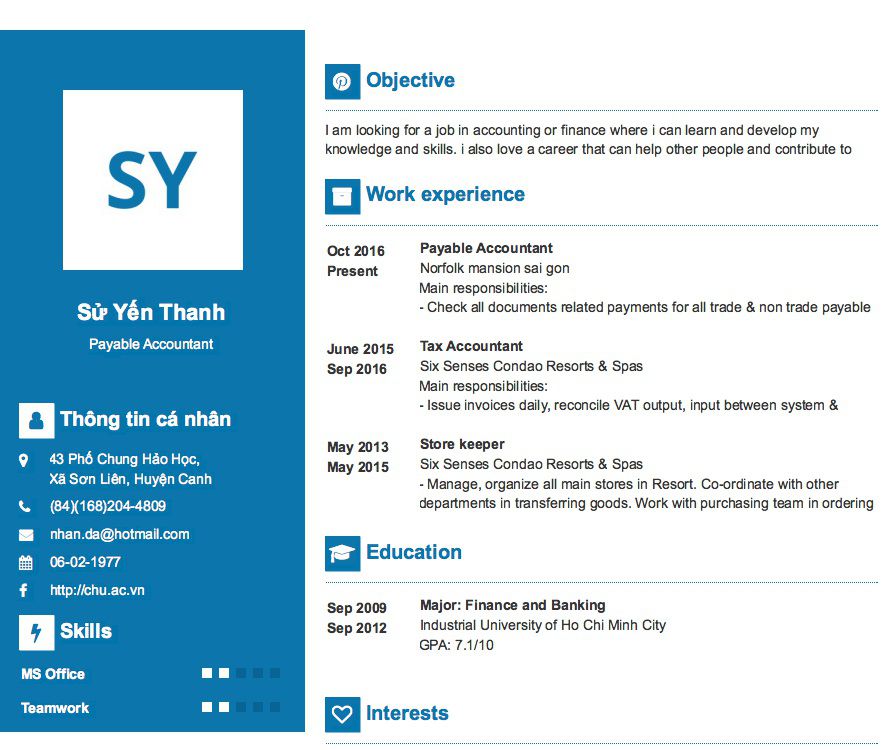 SY
Sử Yến Thanh
Payable Accountant
Thông tin cá nhân
43 Phố Chung Hảo Học,
Xã Sơn Liên, Huyện Canh
(84)(168)204-4809
nhan.da@hotmail.com
06-02-1977
http://chu.ac.vn
Skills
MS Office
Teamwork
Objective
I am looking for a job in accounting or finance where i can learn and develop my
knowledge and skills. i also love a career that can help other people and contribute to
Work experience
Oct 2016
Present
Payable Accountant
Norfolk mansion sai gon
Main responsibilities:
- Check all documents related payments for all trade & non trade payable
June 2015
Sep 2016
Tax Accountant
Six Senses Condao Resorts & Spas
Main responsibilities:
- Issue invoices daily, reconcile VAT output, input between system &
May 2013
May 2015
Store keeper
Six Senses Condao Resorts & Spas
- Manage, organize all main stores in Resort. Co-ordinate with other
departments in transferring goods. Work with purchasing team in ordering
Education
Sep 2009
Sep 2012
Major: Finance and Banking
Industrial University of Ho Chi Minh City
GPA: 7.1/10
Interests